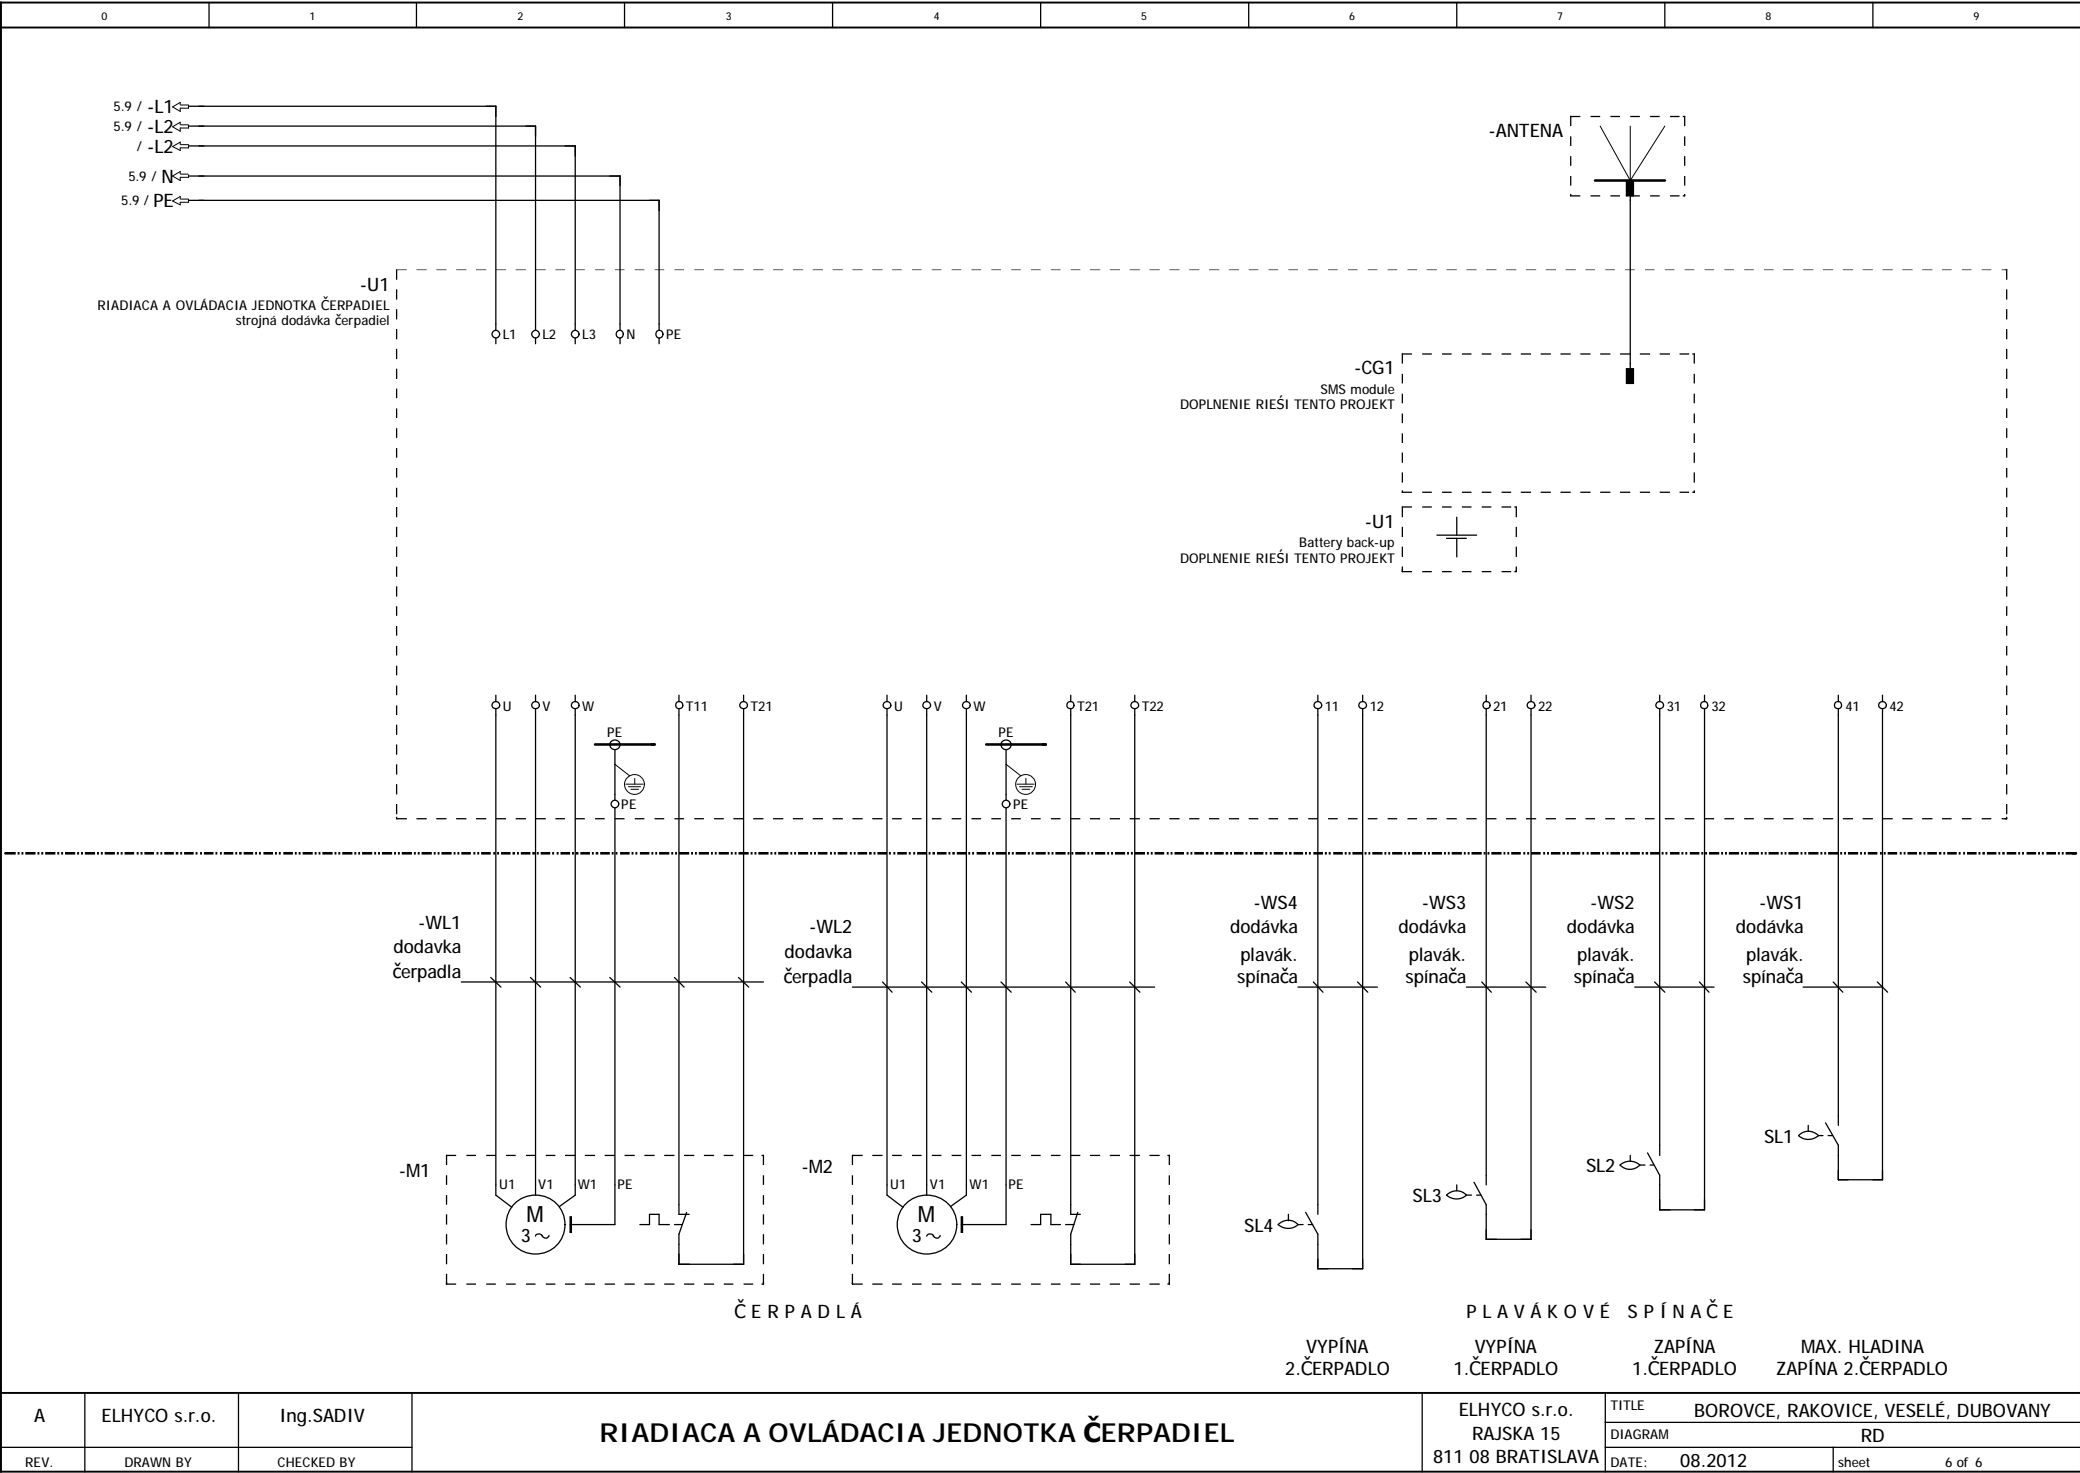 0 1 2 3 4 5 6 7 8 9
5.9 / -L1
5.9 / -L2
/ -L2
5.9 / N
5.9 / PE
-ANTENA
-U1
RIADIACA A OVLÁDACIA JEDNOTKA ČERPADIEL
strojná dodávka čerpadiel
L1 L2 L3 N PE
-CG1
SMS module
DOPLNENIE RIEŚI TENTO PROJEKT
-U1
Battery back-up
DOPLNENIE RIEŚI TENTO PROJEKT
U V W T11 T21 U V W T21 T22 11 12 21 22 31 32 41 42
PE PE
PE PE
-WL1
dodavka
čerpadla
-WL2
dodavka
čerpadla
-WS4
dodávka
plavák.
spínača
-WS3
dodávka
plavák.
spínača
-WS2
dodávka
plavák.
spínača
-WS1
dodávka
plavák.
spínača
-M1
U1 V1 W1 PE
M
3 ~
-M2
U1 V1 W1 PE
M
3 ~
SL4
SL3
SL2
SL1
ČERPADLÁ
PLAVÁKOVÉ SPÍNAČE
VYPÍNA
2.ČERPADLO
VYPÍNA
1.ČERPADLO
ZAPÍNA
1.ČERPADLO
MAX. HLADINA
ZAPÍNA 2.ČERPADLO
A ELHYCO s.r.o. Ing.SADIV
REV. DRAWN BY CHECKED BY
RIADIACA A OVLÁDACIA JEDNOTKA ČERPADIEL
ELHYCO s.r.o.
RAJSKA 15
811 08 BRATISLAVA
TITLE BOROVCE, RAKOVICE, VESELÉ, DUBOVANY
DIAGRAM RD
DATE: 08.2012 sheet 6 of 6